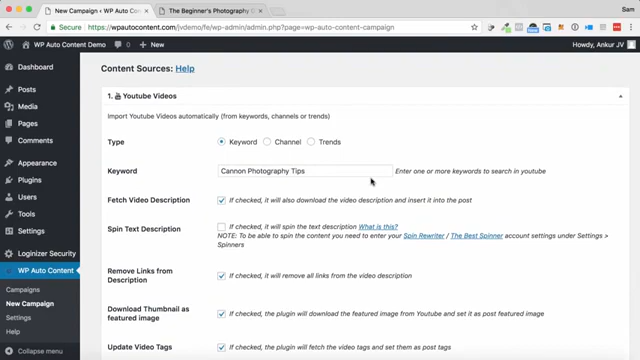 New Campaign ‹ WP Auto Conten
The Beginner's Photography G
Sam
Secure
https://wpautocontent.com/jvdemo/fe/wp-admin/admin.php?page=wp-auto-content-campaign
WP Auto Content Demo
0
+ New
Howdy, Ankur JV
Dashboard
Posts
Media
Pages
Comments
Appearance
Plugins
Users
Tools
Settings
Loginizer Security
WP Auto Content
Campaigns
New Campaign
Settings
Help
Collapse menu
Content Sources: Help
1. Youtube Videos
Import Youtube Videos automatically (from keywords, channels or trends)
Type
Keyword
Channel
Trends
Keyword
Cannon Photography Tips
Enter one or more keywords to search in youtube
Fetch Video Description
If checked, it will also download the video description and insert it into the post
Spin Text Description
If checked, it will spin the text description What is this?
NOTE: To be able to spin the content you need to enter your Spin Rewriter / The Best Spinner account settings under Settings >
Spinners
Remove Links from
Description
If checked, it will remove all links from the video description
Download Thumbnail as
featured image
If checked, the plugin will download the featured image from Youtube and set it as post featured image
Update Video Tags
If checked, the plugin will fetch the video tags and set them as post tags